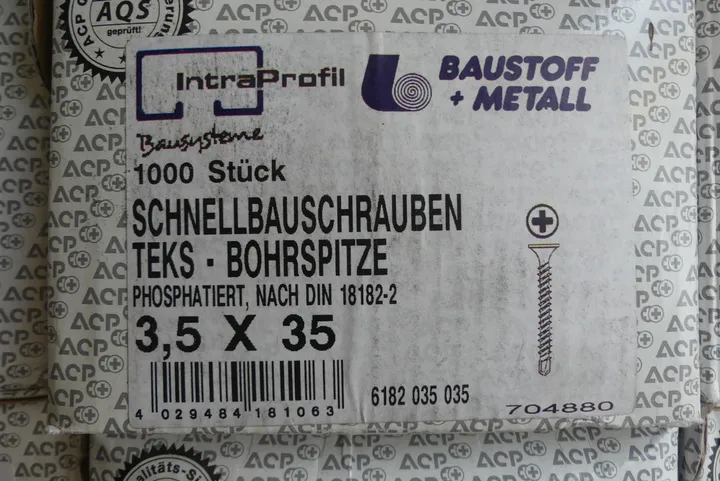 ACP
AQS
geprüft!
IntraProfil
BAUSTOFF
+ METALL
Bausysteme
1000 Stück
SCHNELLBAUSCHRAUBEN
TEKS · BOHRSPITZE
PHOSPHATIERT, NACH DIN 18182-2
3,5 X 35
4 029484 181063
6182 035 035
704880
ACP